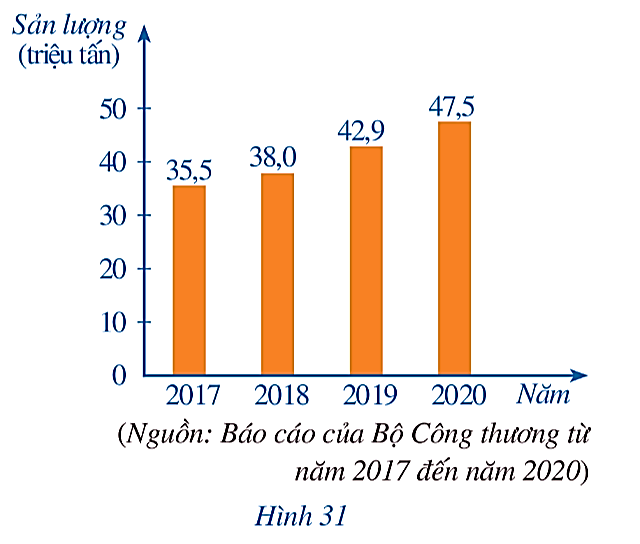 Sản lượng
(triệu tấn)
50
40
30
20
10
0
35,5
38,0
42,9
47,5
2017 2018 2019 2020 Năm
(Nguồn: Báo cáo của Bộ Công thương từ
năm 2017 đến năm 2020)
Hình 31